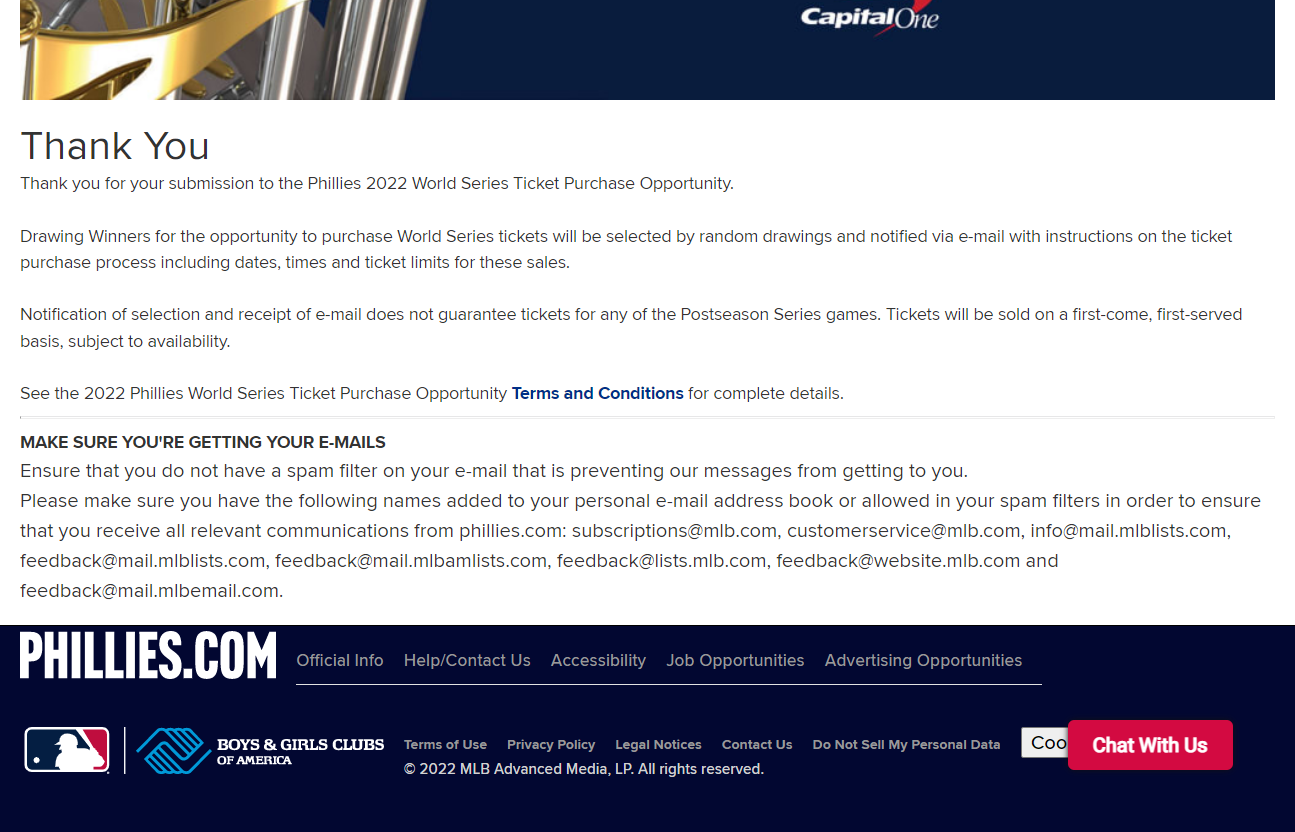 CapitalOne
Thank You
Thank you for your submission to the Phillies 2022 World Series Ticket Purchase Opportunity.
Drawing Winners for the opportunity to purchase World Series tickets will be selected by random drawings and notified via e-mail with instructions on the ticket
purchase process including dates, times and ticket limits for these sales.
Notification of selection and receipt of e-mail does not guarantee tickets for any of the Postseason Series games. Tickets will be sold on a first-come, first-served
basis, subject to availability.
See the 2022 Phillies World Series Ticket Purchase Opportunity Terms and Conditions for complete details.
MAKE SURE YOU'RE GETTING YOUR E-MAILS
Ensure that you do not have a spam filter on your e-mail that is preventing our messages from getting to you.
Please make sure you have the following names added to your personal e-mail address book or allowed in your spam filters in order to ensure
that you receive all relevant communications from phillies.com: subscriptions@mlb.com, customerservice@mlb.com, info@mail.mlblists.com,
feedback@mail.mlblists.com, feedback@mail.mlbamlists.com, feedback@lists.mlb.com, feedback@website.mlb.com and
feedback@mail.mlbemail.com.
PHILLIES.COM Official Info Help/Contact Us Accessibility Job Opportunities Advertising Opportunities
BOYS & GIRLS CLUBS
OF AMERICA
Terms of Use Privacy Policy Legal Notices Contact Us Do Not Sell My Personal Data Coo Chat With Us
© 2022 MLB Advanced Media, LP. All rights reserved.